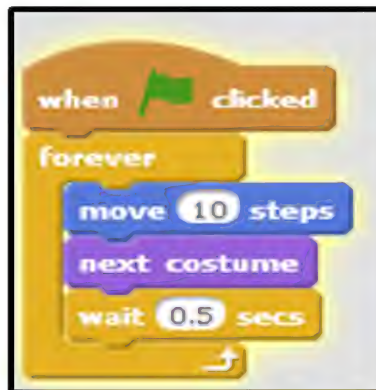 when clicked
forever
move 10 steps
next costume
wait 0.5 secs